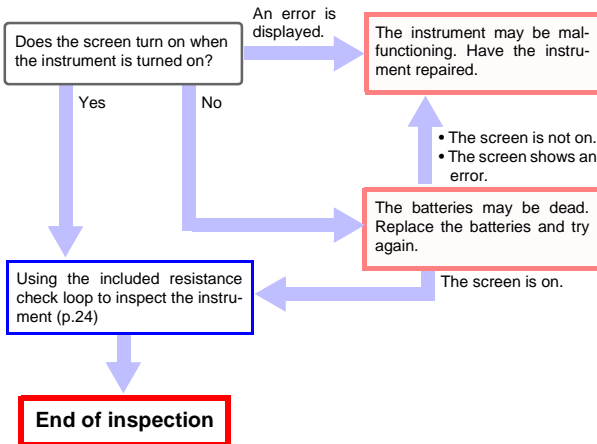 An error is
displayed.
Does the screen turn on when
the instrument is turned on?
The instrument may be mal-
functioning. Have the instru-
ment repaired.
Yes
No
• The screen is not on.
• The screen shows an
error.
The batteries may be dead.
Replace the batteries and try
again.
Using the included resistance
check loop to inspect the instru-
ment (p.24)
The screen is on.
End of inspection